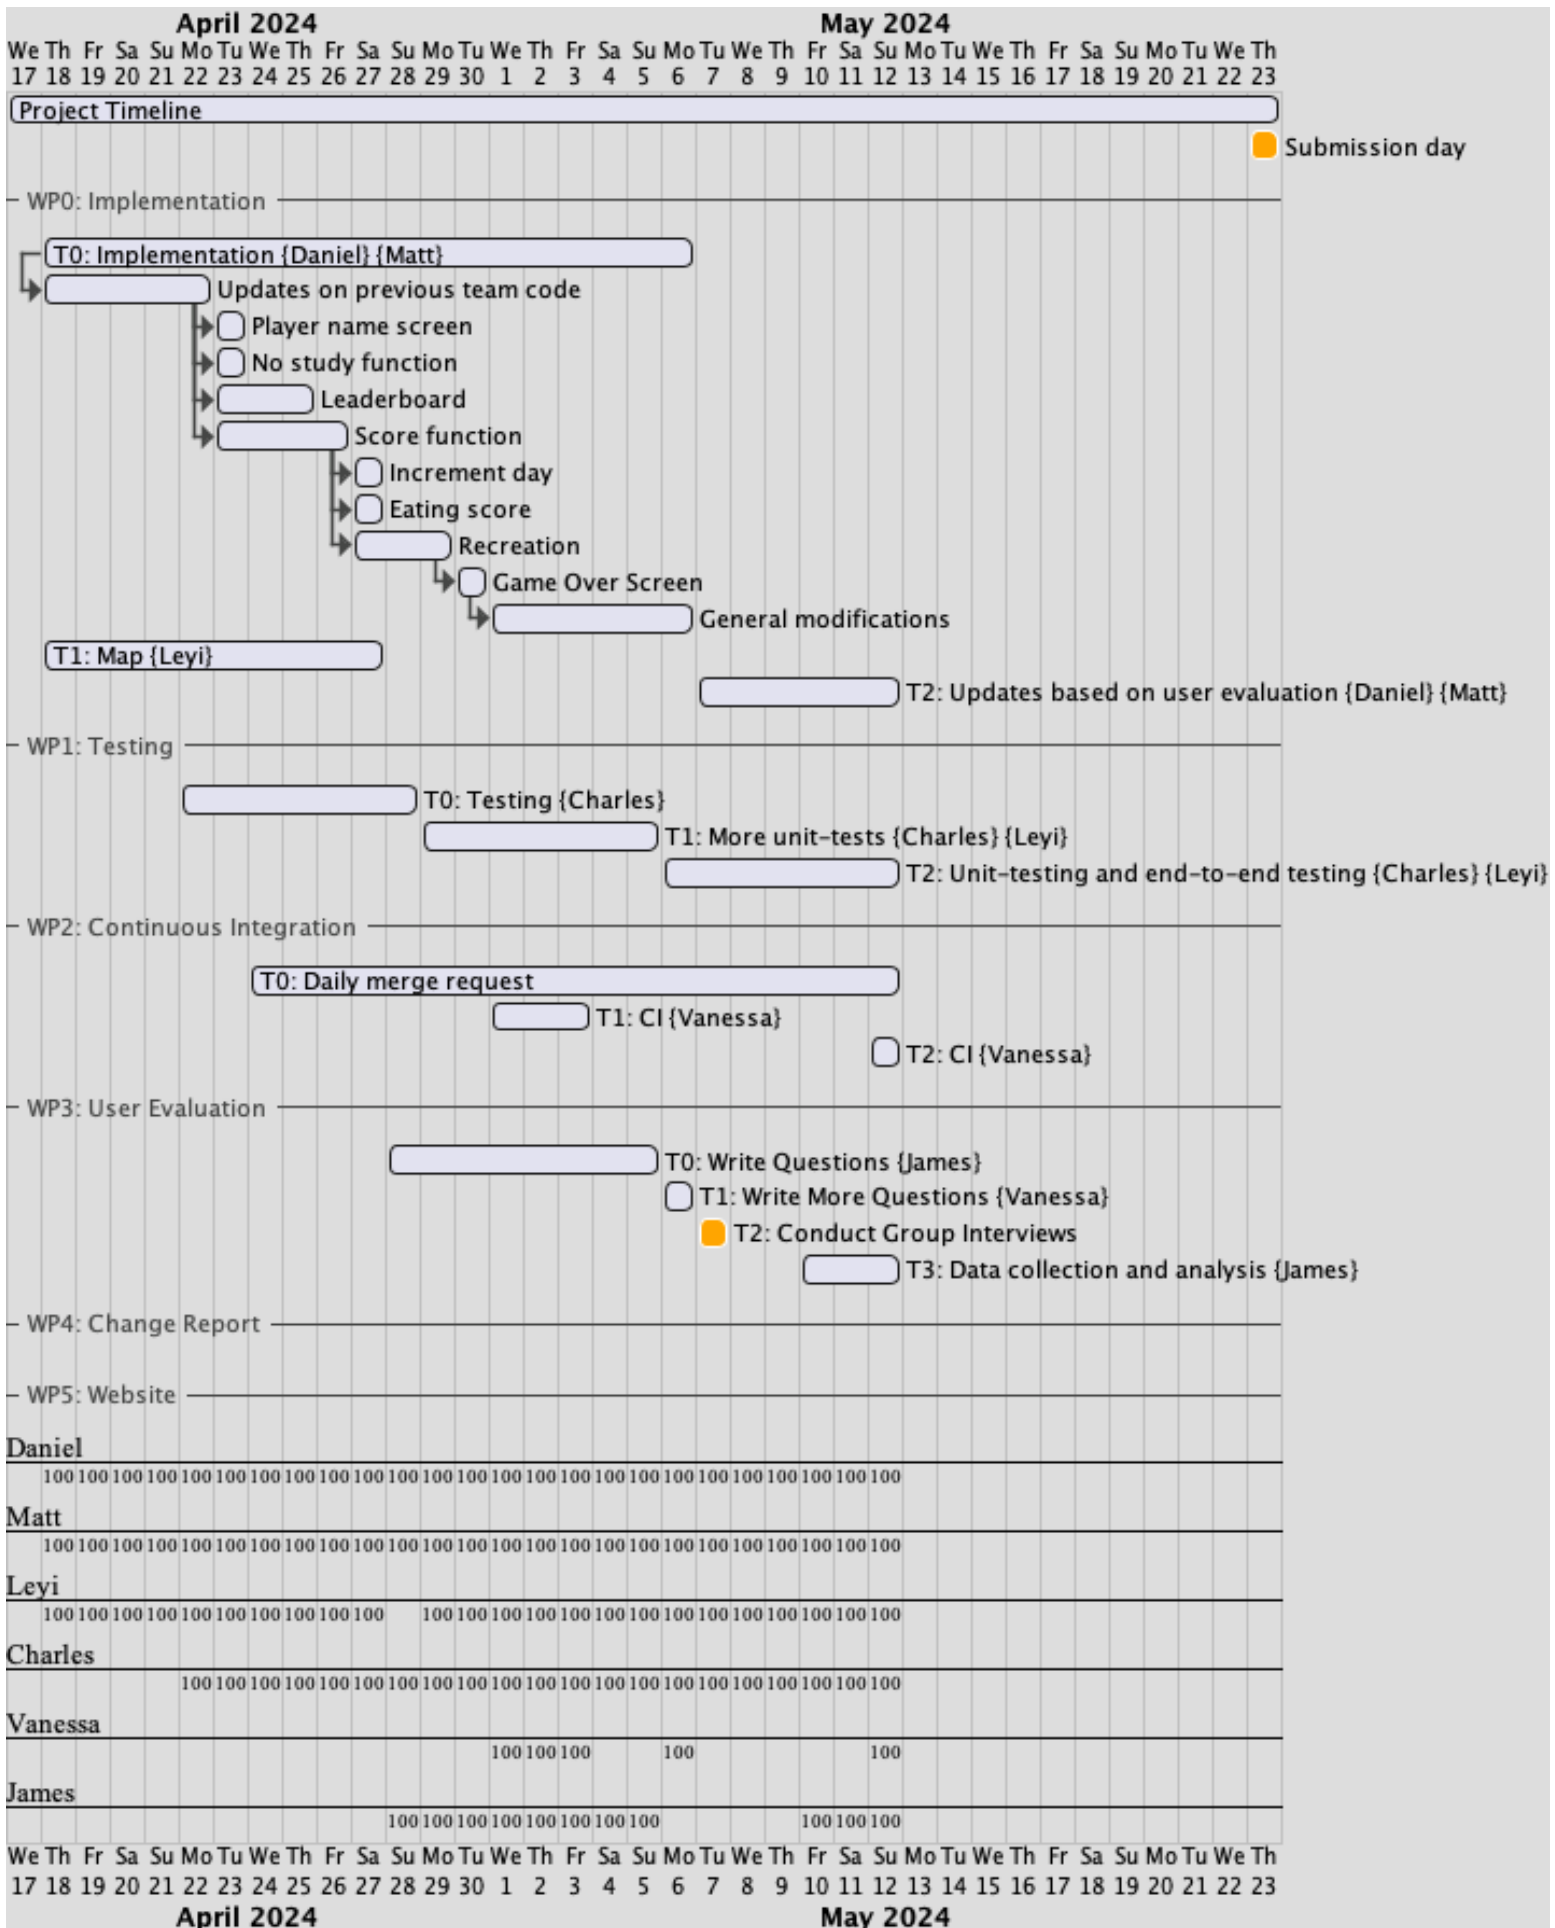 April 2024 May 2024
We Th Fr Sa Su Mo Tu We Th Fr Sa Su Mo Tu We Th Fr Sa Su Mo Tu We Th Fr Sa Su Mo Tu We Th Fr Sa Su Mo Tu We Th
17 18 19 20 21 22 23 24 25 26 27 28 29 30 1 2 3 4 5 6 7 8 9 10 11 12 13 14 15 16 17 18 19 20 21 22 23
Project Timeline
Submission day
WP0: Implementation
T0: Implementation {Daniel} {Matt}
Updates on previous team code
Player name screen
No study function
Leaderboard
Score function
Increment day
Eating score
Recreation
Game Over Screen
General modifications
T1: Map {Leyi}
T2: Updates based on user evaluation {Daniel} {Matt}
WP1: Testing
T0: Testing {Charles}
T1: More unit-tests {Charles} {Leyi}
T2: Unit-testing and end-to-end testing {Charles} {Leyi}
WP2: Continuous Integration
T0: Daily merge request
T1: CI {Vanessa}
T2: CI {Vanessa}
WP3: User Evaluation
T0: Write Questions {James}
T1: Write More Questions {Vanessa}
T2: Conduct Group Interviews
T3: Data collection and analysis {James}
WP4: Change Report
WP5: Website
Daniel
100 100 100 100 100 100 100 100 100 100 100 100 100 100 100 100 100 100 100 100 100 100 100 100 100
Matt
100 100 100 100 100 100 100 100 100 100 100 100 100 100 100 100 100 100 100 100 100 100 100 100 100
Leyi
100 100 100 100 100 100 100 100 100 100 100 100 100 100 100 100 100 100 100 100 100 100 100 100
Charles
100 100 100 100 100 100 100 100 100 100 100 100 100 100 100 100 100 100 100 100 100
Vanessa
100 100 100 100 100
James
100 100 100 100 100 100 100 100 100 100 100
We Th Fr Sa Su Mo Tu We Th Fr Sa Su Mo Tu We Th Fr Sa Su Mo Tu We Th Fr Sa Su Mo Tu We Th Fr Sa Su Mo Tu We Th
17 18 19 20 21 22 23 24 25 26 27 28 29 30 1 2 3 4 5 6 7 8 9 10 11 12 13 14 15 16 17 18 19 20 21 22 23
April 2024 May 2024